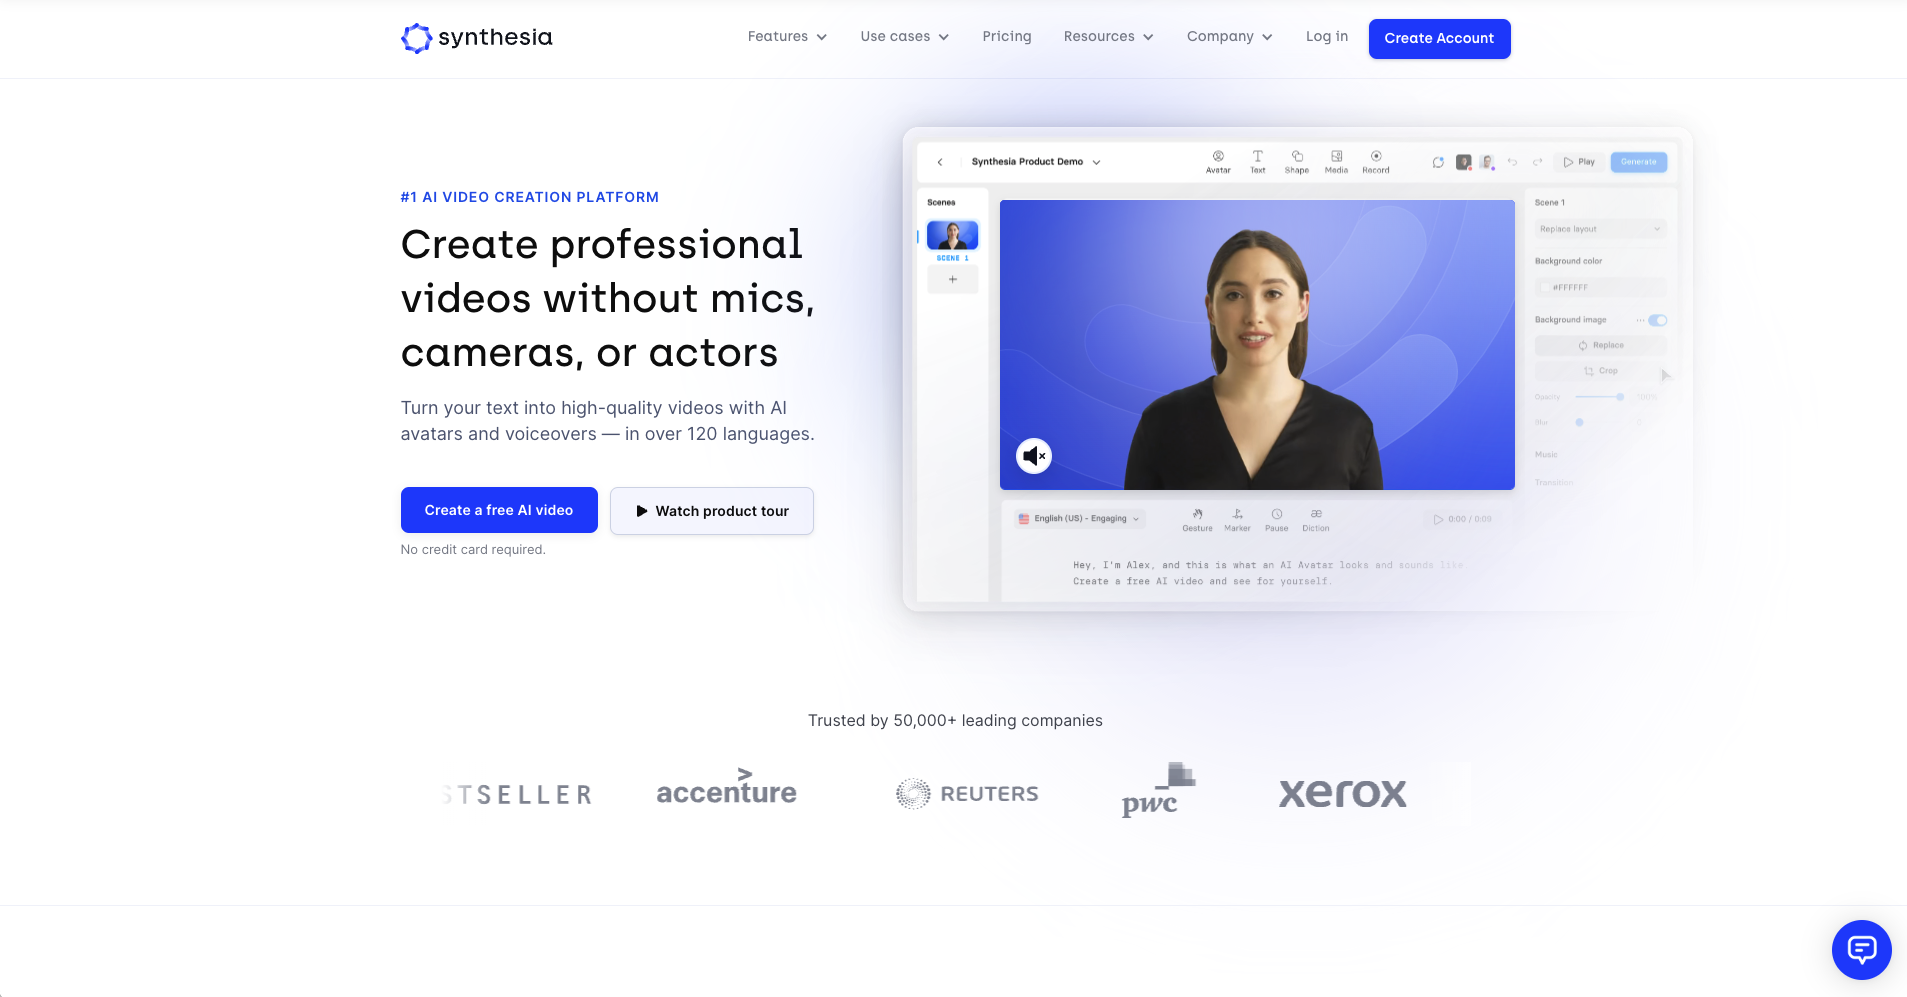 synthesia
Features
Use cases
Pricing
Resources
Company
Log in
Create Account
#1 AI VIDEO CREATION PLATFORM
Create professional
videos without mics,
cameras, or actors
Turn your text into high-quality videos with AI
avatars and voiceovers — in over 120 languages.
Create a free AI video
Watch product tour
No credit card required.
Synthesia Product Demo
Avatar
Text
Shape
Media
Record
Play
Generate
Scenes
SCENE 1
Scene 1
Replace layout
Background color
#FFFFFF
Background image
Replace
Crop
Opacity
100%
Blur
0
Music
Transition
English (US) - Engaging
Gesture
Marker
Pause
Diction
0:00 / 0:09
Hey, I'm Alex, and this is what an AI Avatar looks and sounds like
Create a free AI video and see for yourself.
Trusted by 50,000+ leading companies
STSELLER
accenture
REUTERS
pwc
xerox